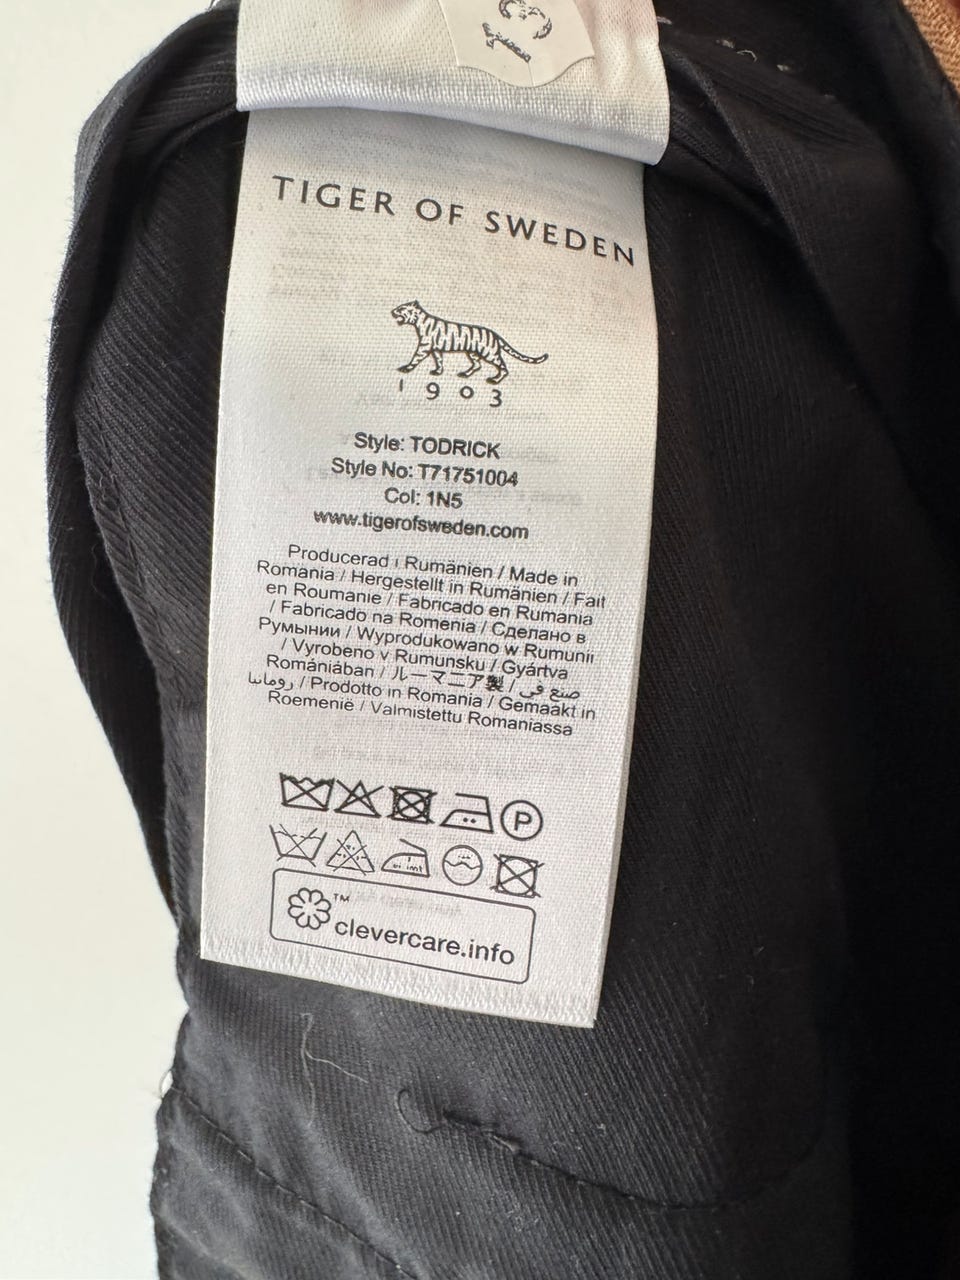 TIGER OF SWEDEN
1903
Style: TODRICK
Style No: T71751004
Col: 1N5
www.tigerofsweden.com
Producerad i Rumänien / Made in
Romania / Hergestellt in Rumänien / Fait
en Roumanie / Fabricado en Rumania
/ Fabricado na Romenia / Сделано в
Румынии / Wyprodukowano w Rumunii
/ Vyrobeno v Rumunsku / Gyártva
Romániában / ルーマニア製 / صنع في
رومانيا / Prodotto in Romania / Gemaakt in
Roemenië / Valmistettu Romaniassa
P
™
clevercare.info